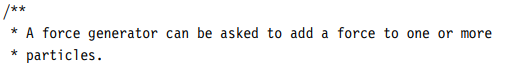 /**
* A force generator can be asked to add a force to one or more
* particles.